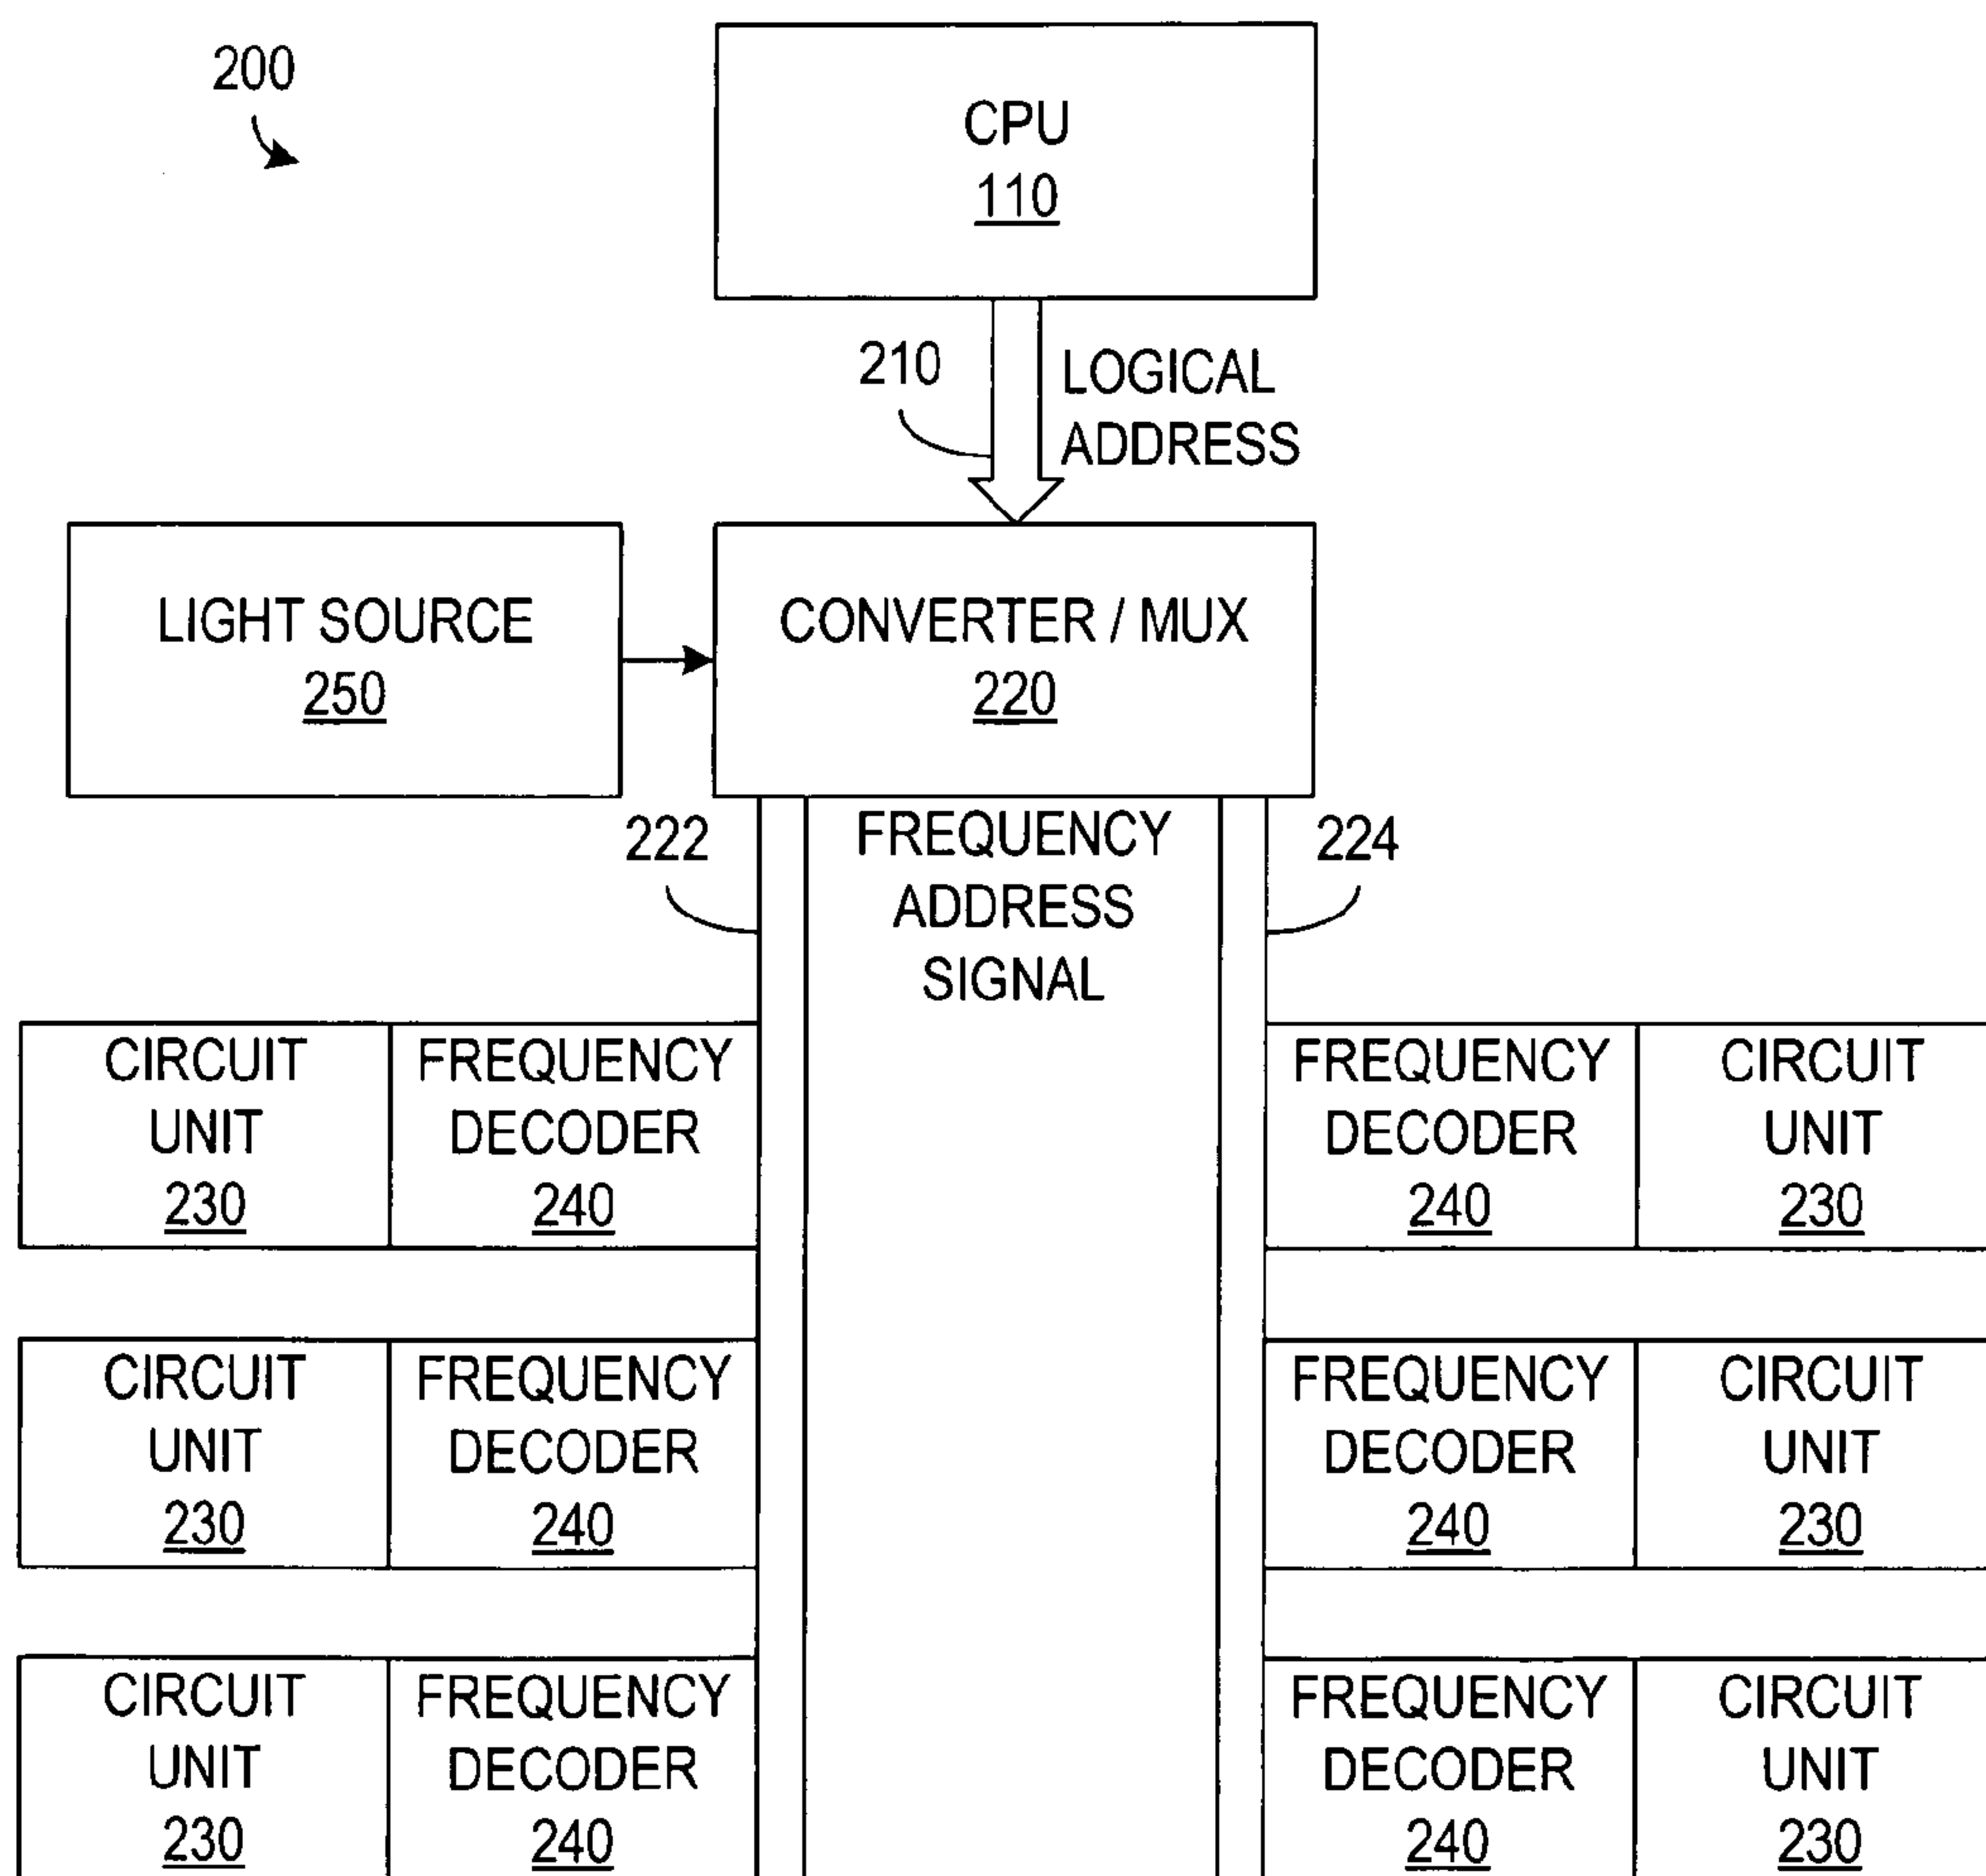 200
CPU
110
210
LOGICAL
ADDRESS
LIGHT SOURCE
250
CONVERTER / MUX
220
222
FREQUENCY
ADDRESS
SIGNAL
224
CIRCUIT
UNIT
230
FREQUENCY
DECODER
240
FREQUENCY
DECODER
240
CIRCUIT
UNIT
230
CIRCUIT
UNIT
230
FREQUENCY
DECODER
240
FREQUENCY
DECODER
240
CIRCUIT
UNIT
230
CIRCUIT
UNIT
230
FREQUENCY
DECODER
240
FREQUENCY
DECODER
240
CIRCUIT
UNIT
230